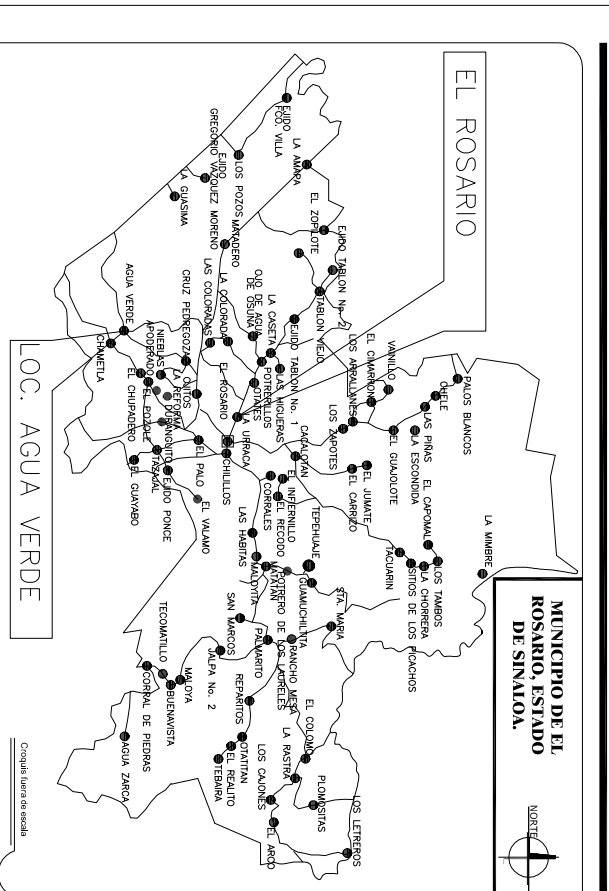 MUNICIPIO DE EL
ROSARIO, ESTADO
DE SINALOA.
NORTE
EL ROSARIO
LOC. AGUA VERDE
EJIDO
FCO. VILLA
LA AMAPA
EL ZOPILOTE
EJIDO TABLON No. 2
TABLON VIEJO
LOS POZOS
EJIDO
GREGORIO VAZQUEZ MORENO
LA GUASIMA
MATADERO
LAS COLORADAS
LA COLORADA
OJO DE AGUA
DE OSUNA
LA CASETA
EJIDO TABLON No. 1
POTRERILLOS
LAS HIGUERAS
OTATES
CRUZ PEDREGOZA
EL ROSARIO
LA URRACA
CHILILLOS
AGUA VERDE
CHAMETLA
APODERADO
NIEBLAS
LA REFORMA
OJITOS
EL CHUPADERO
EL POZOLE
DURANGUITO
TAZAJAL
EJIDO PONCE
EL GUAYABO
EL PALO
EL VALAMO
PALOS BLANCOS
CHELE
LAS PIÑAS
LA ESCONDIDA
EL GUAJOLOTE
VAINILLO
EL CIMARRON
LOS ARRALLANES
LOS ZAPOTES
CACALOTAN
EL JUMATE
EL CARRIZO
EL CAPOMAL
LOS TAMBOS
LA CHORRERA
SITIOS DE LOS PICACHOS
TACUARIN
LA MIMBRE
EL INFIERNILLO
EL RECODO
CORRALES
LAS HABITAS
MALOYITA
MATATAN
POTRERO DE LOS LAURELES
TEPEHUAJE
GUAMUCHILTITA
STA. MARIA
RANCHO MESA
PALMARITO
SAN MARCOS
JALPA No. 2
MALOYA
TECOMATILLO
BUENAVISTA
CORRAL DE PIEDRAS
AGUA ZARCA
REPARITOS
OTATITAN
EL REALITO
TEBAIRA
EL COLOMO
LA RASTRA
PLOMOSITAS
LOS CAJONES
EL ARCO
LOS LETREROS
Croquis fuera de escala